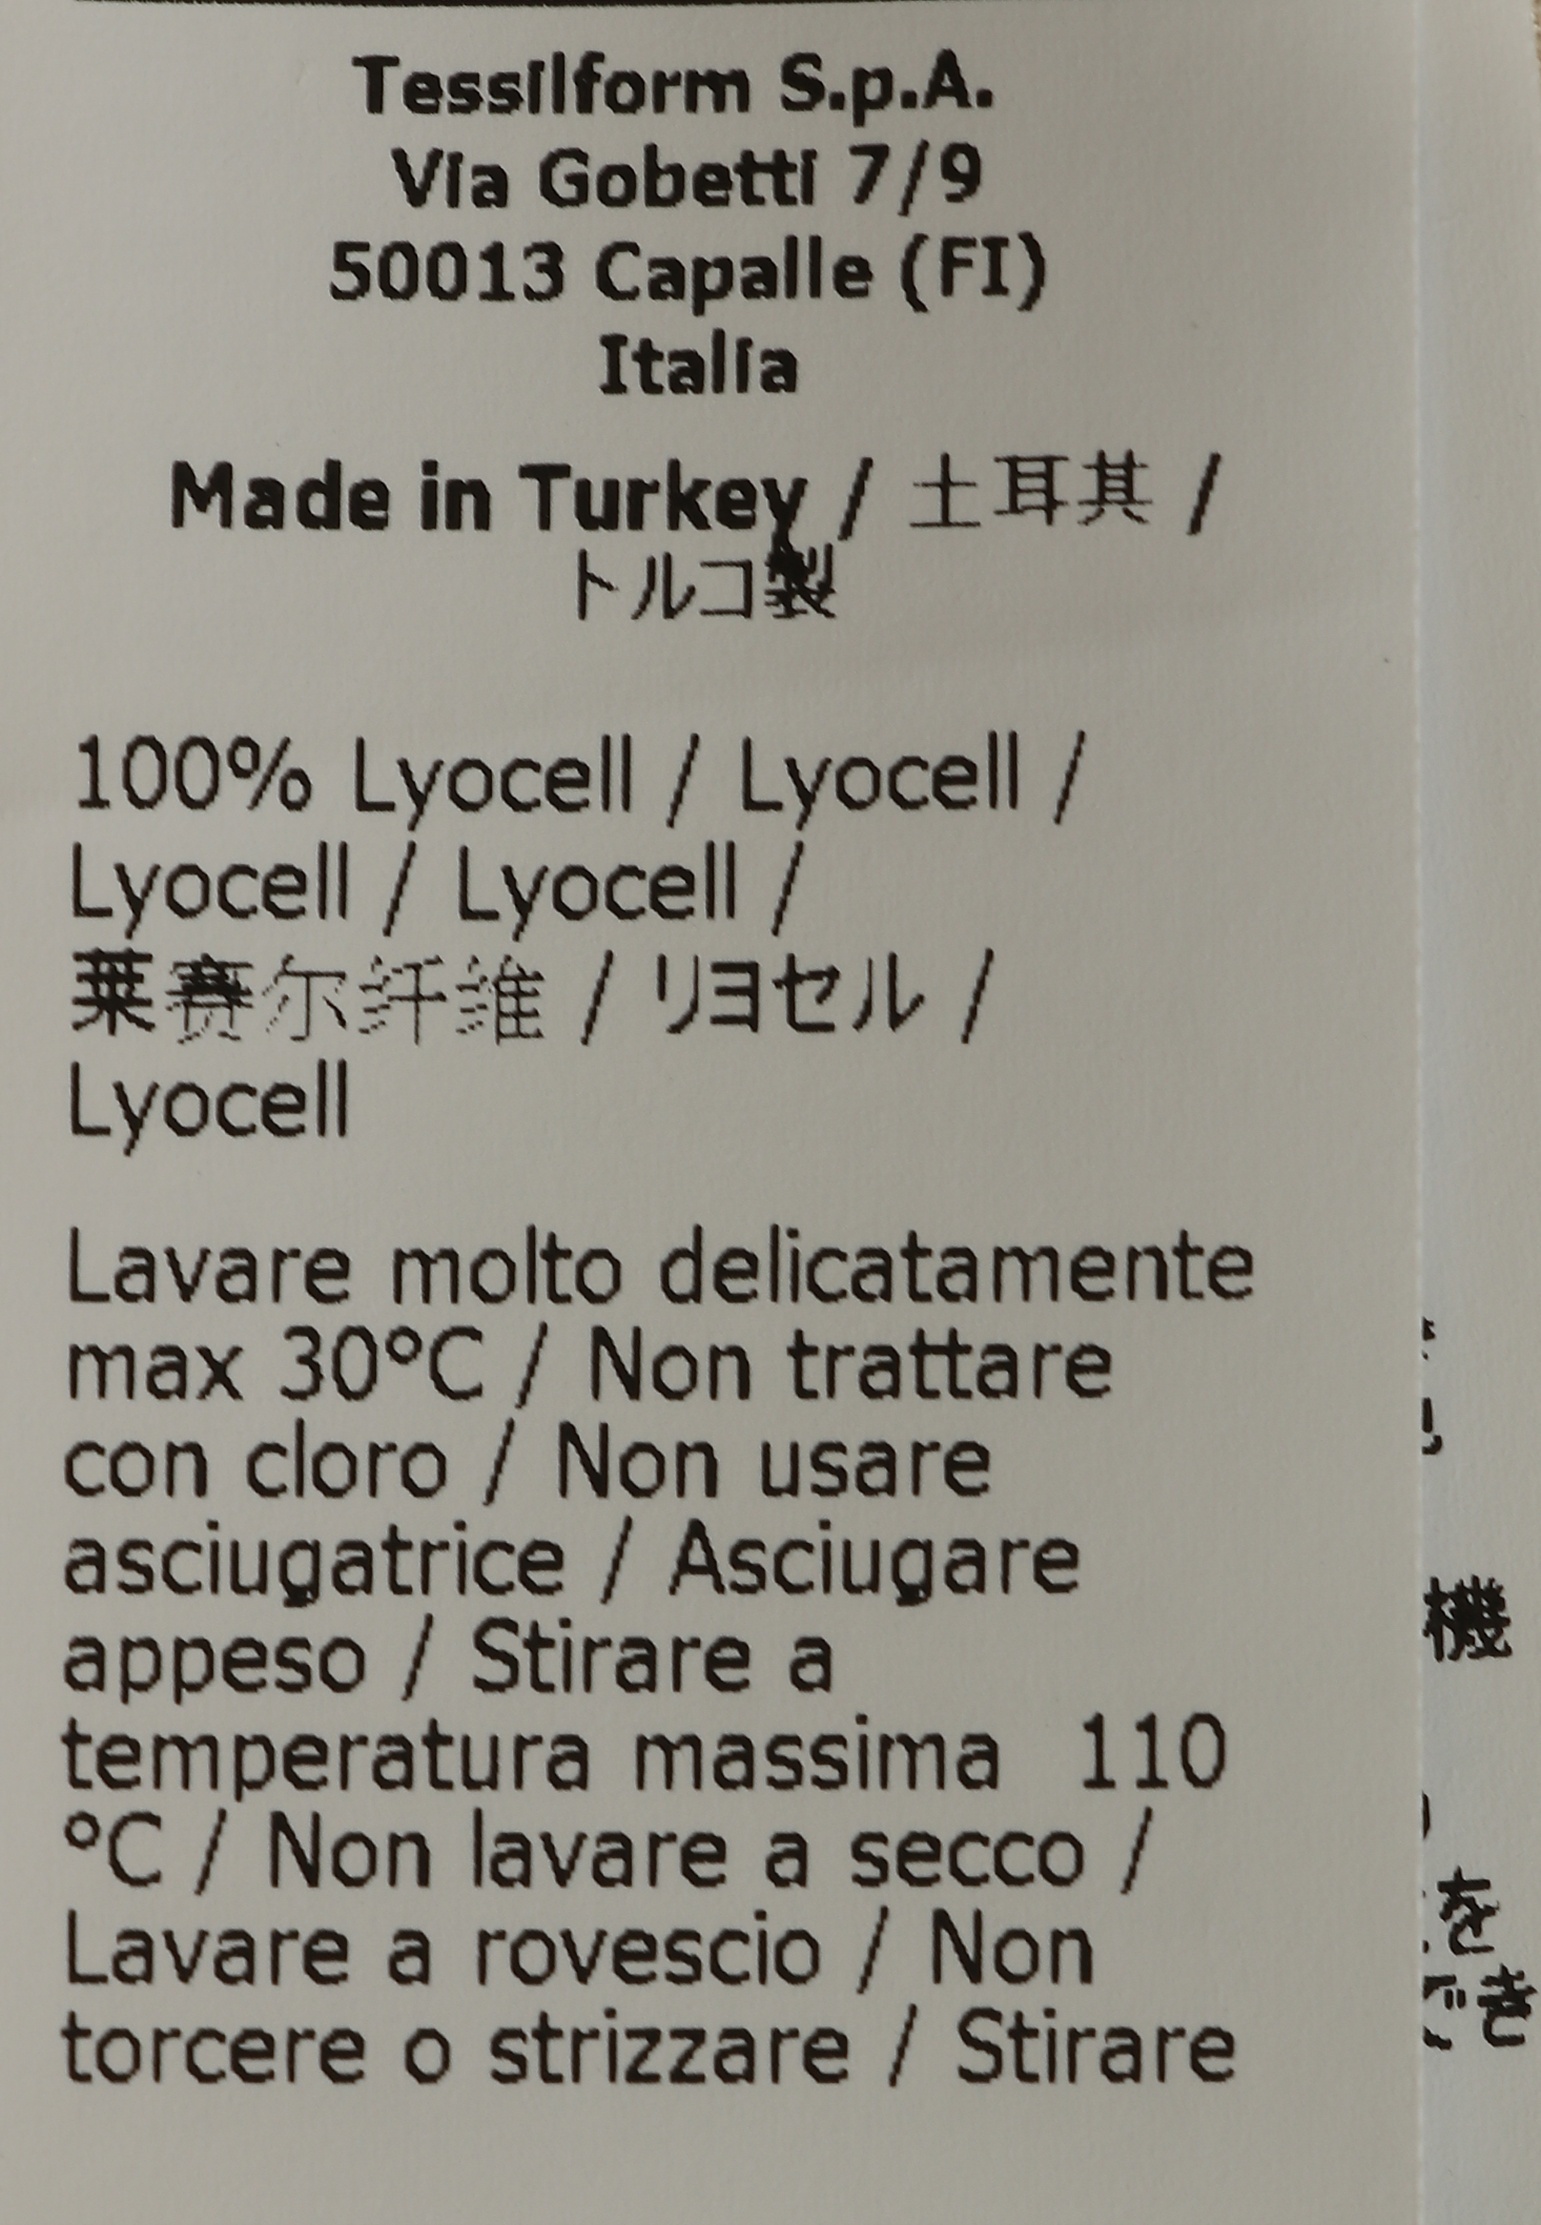 Tessilform S.p.A.
Via Gobetti 7/9
50013 Capalle (FI)
Italia
Made in Turkey / 土耳其 /
トルコ製
100% Lyocell / Lyocell /
Lyocell / Lyocell /
莱赛尔纤维 / リヨセル /
Lyocell
Lavare molto delicatamente
max 30°C / Non trattare
con cloro / Non usare
asciugatrice / Asciugare
appeso / Stirare a
temperatura massima 110
°C / Non lavare a secco /
Lavare a rovescio / Non
torcere o strizzare / Stirare
機
を
き